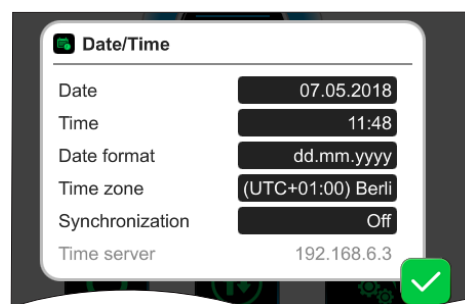 Date/Time
Date 07.05.2018
Time 11:48
Date format dd.mm.yyyy
Time zone (UTC+01:00) Berli
Synchronization Off
Time server 192.168.6.3